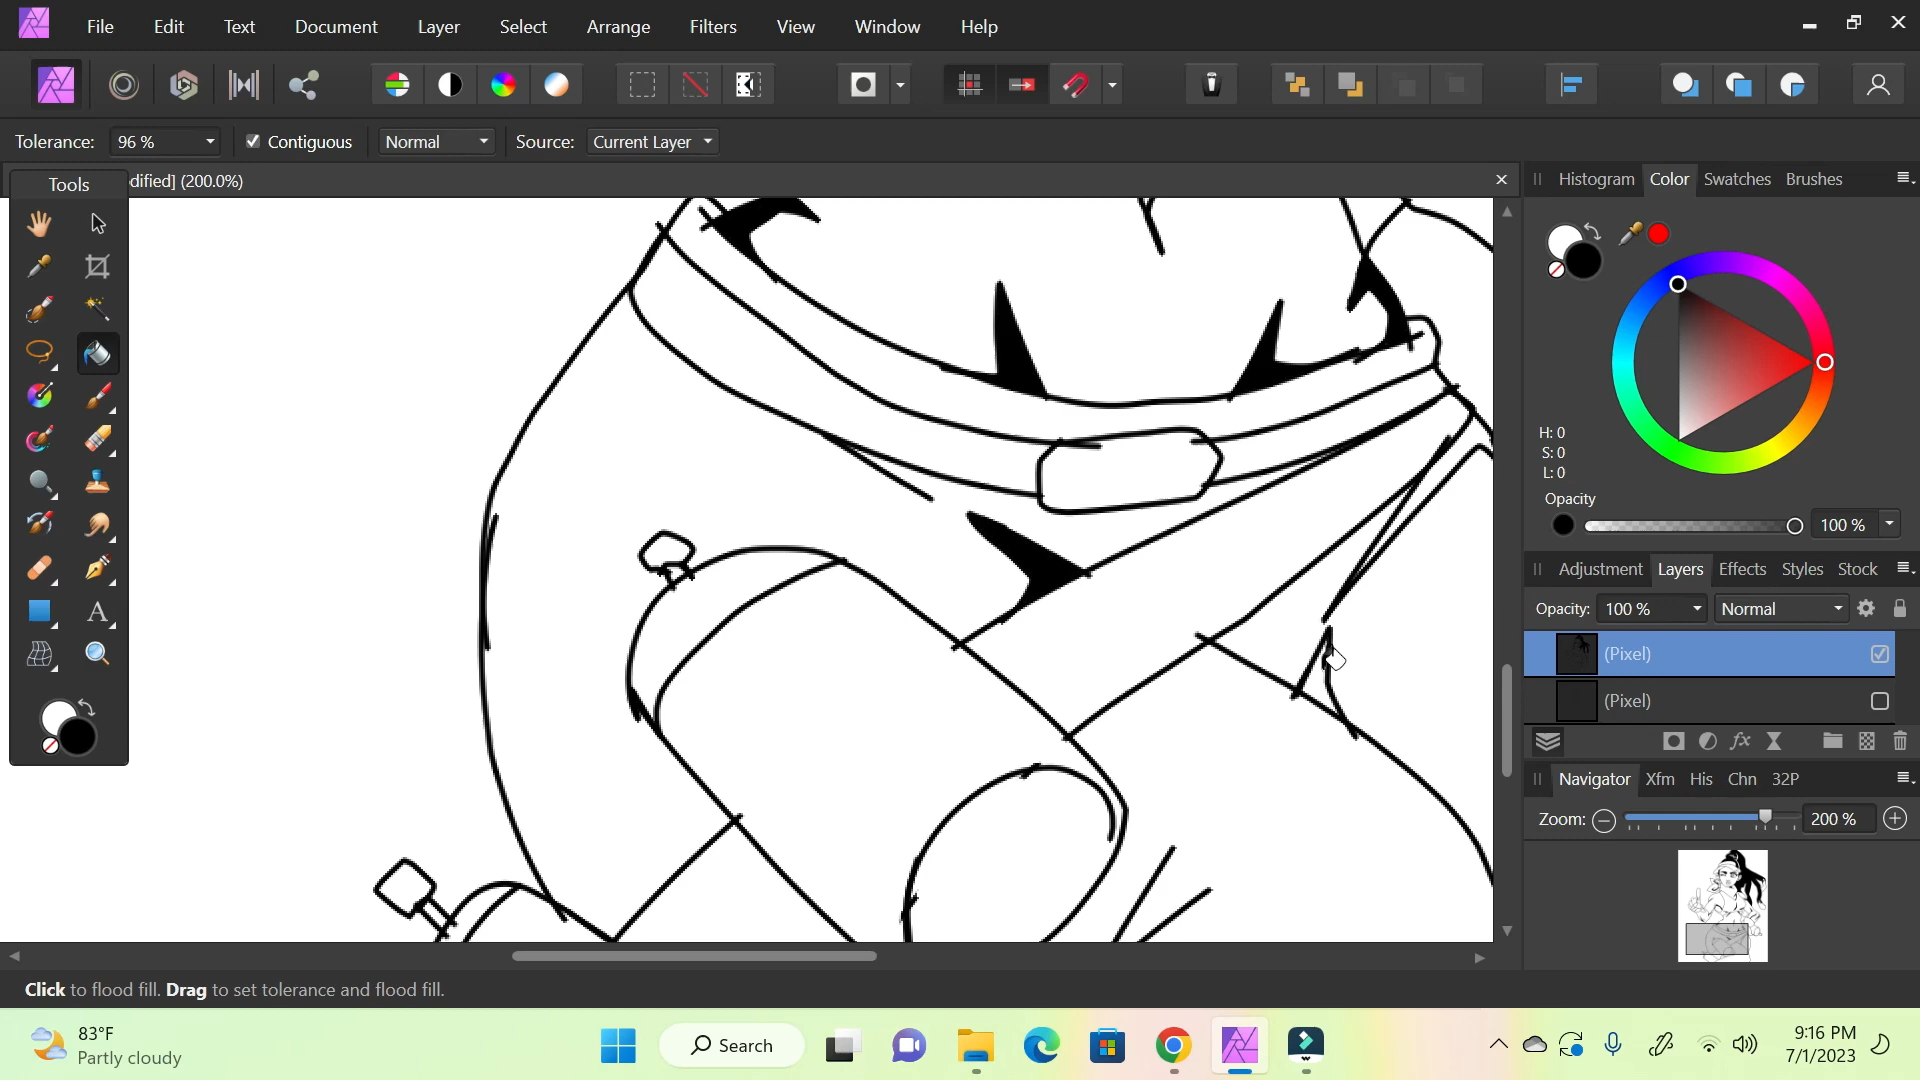 File Edit Text Document Layer Select Arrange Filters View Window Help
Tolerance: 96 % Contiguous Normal Source: Current Layer
dified] (200.0%)
Tools
Histogram Color Swatches Brushes
H: 0
S: 0
L: 0
Opacity
100 %
Adjustment Layers Effects Styles Stock
Opacity: 100 % Normal
(Pixel)
(Pixel)
fx
Navigator Xfm His Chn 32P
Zoom: 200 %
Click to flood fill. Drag to set tolerance and flood fill.
83°F
Partly cloudy
Search
9:16 PM
7/1/2023